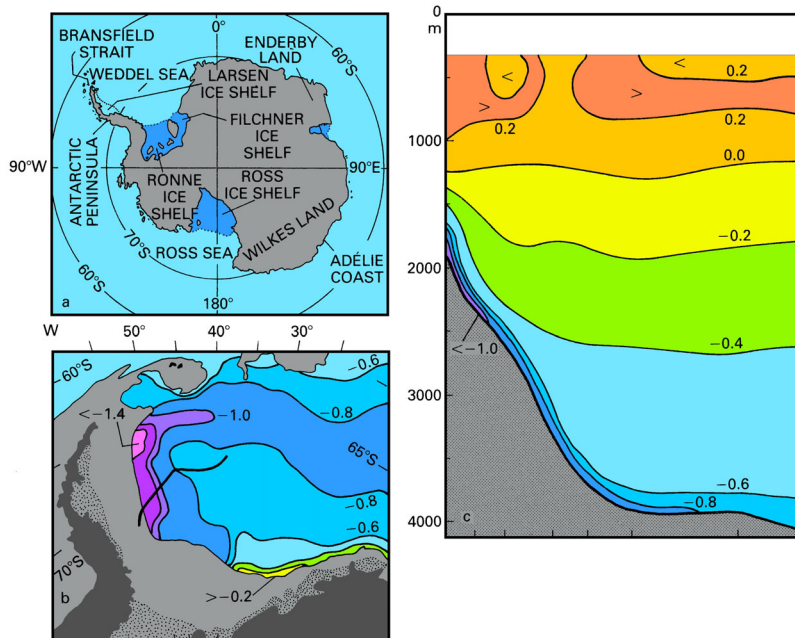 0°
60°S
BRANSFIELD
STRAIT
WEDDEL SEA
ENDERBY
LAND
LARSEN
ICE SHELF
FILCHNER
ICE
SHELF
90°W
90°E
ANTARCTIC
PENINSULA
RONNE
ICE
SHELF
ROSS
ICE SHELF
WILKES LAND
70°S
ROSS SEA
ADÉLIE
COAST
60°S
a
180°
W
50°
40°
30°
60°S
-0.6
-0.8
<-1.4
-1.0
65°S
-0.8
-0.6
70°S
b
>-0.2
0
m
<
<
0.2
>
>
0.2
0.2
1000
0.0
-0.2
2000
-0.4
<-1.0
3000
-0.6
-0.8
4000
c